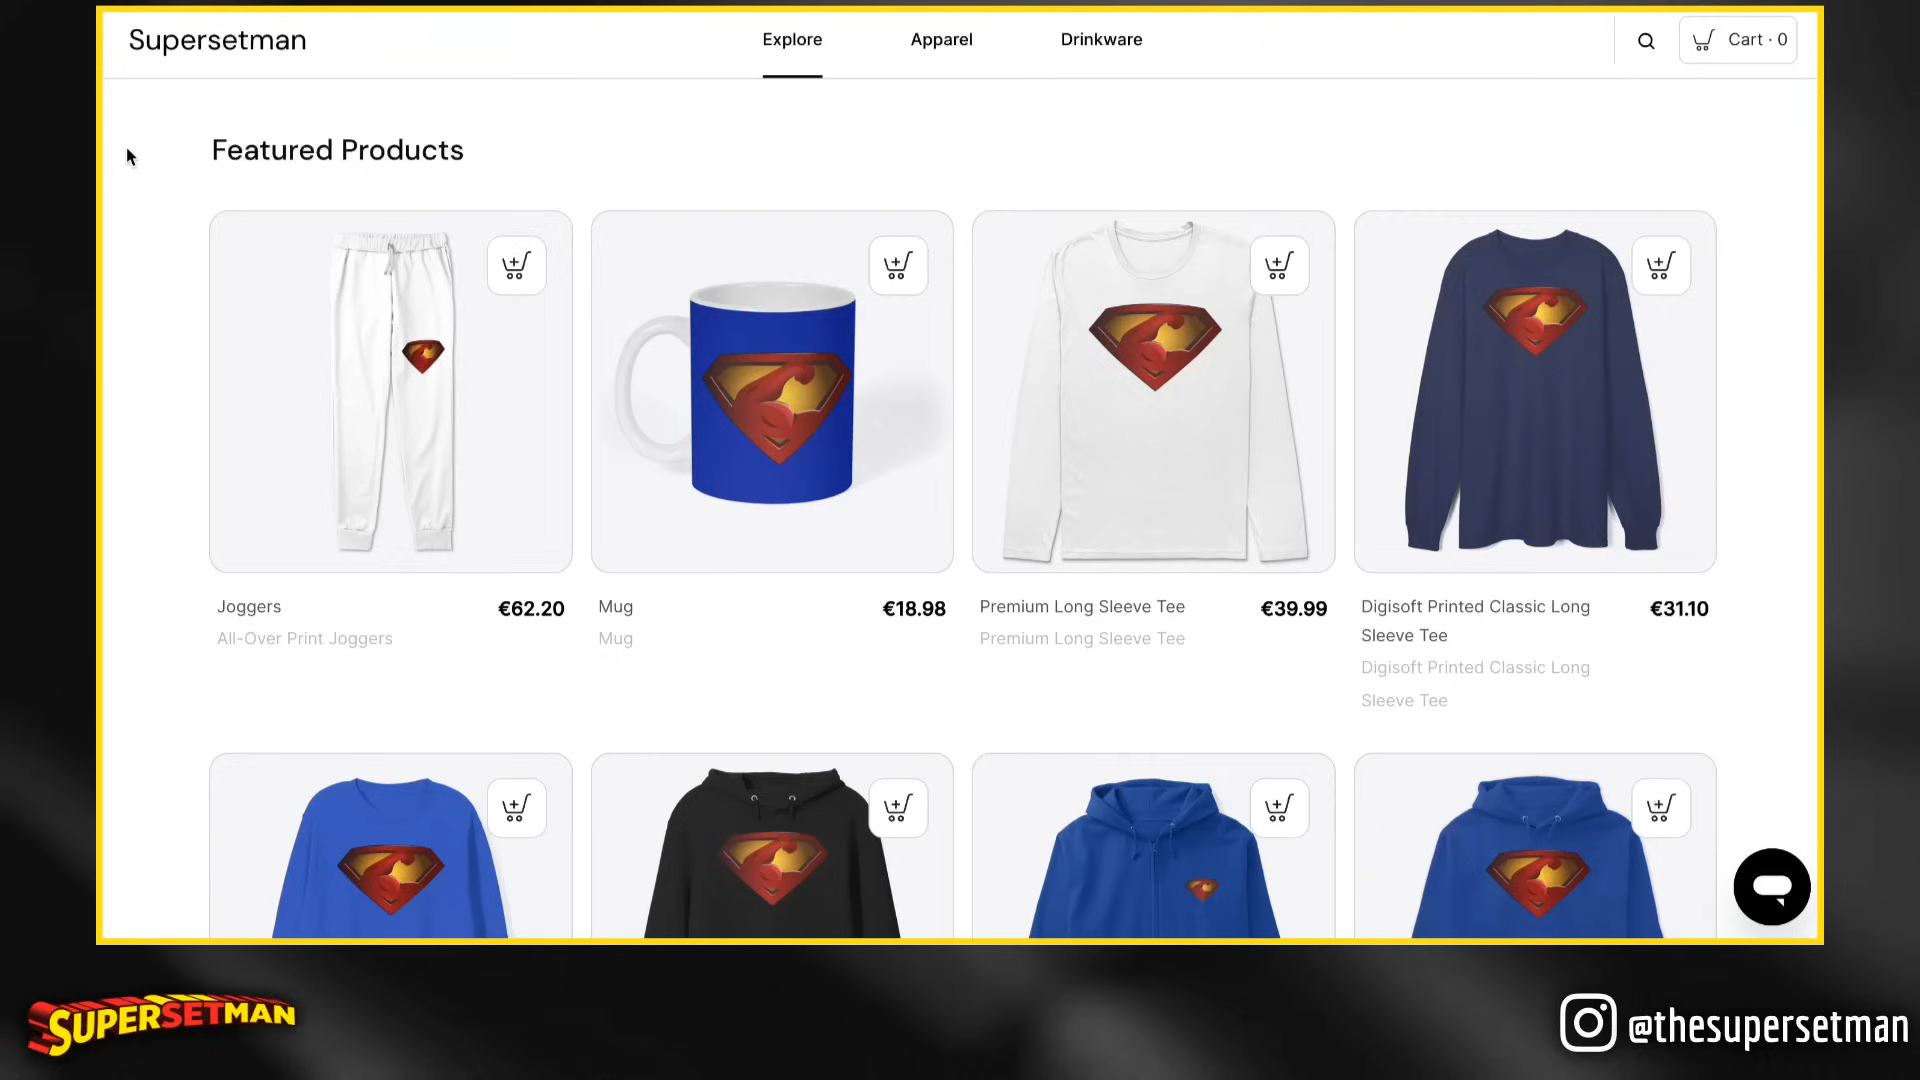 Supersetman
Explore
Apparel
Drinkware
Cart · 0
Featured Products
Joggers
€62.20
All-Over Print Joggers
Mug
€18.98
Mug
Premium Long Sleeve Tee
€39.99
Premium Long Sleeve Tee
Digisoft Printed Classic Long
Sleeve Tee
€31.10
Digisoft Printed Classic Long
Sleeve Tee
SUPERSETMAN
@thesupersetman